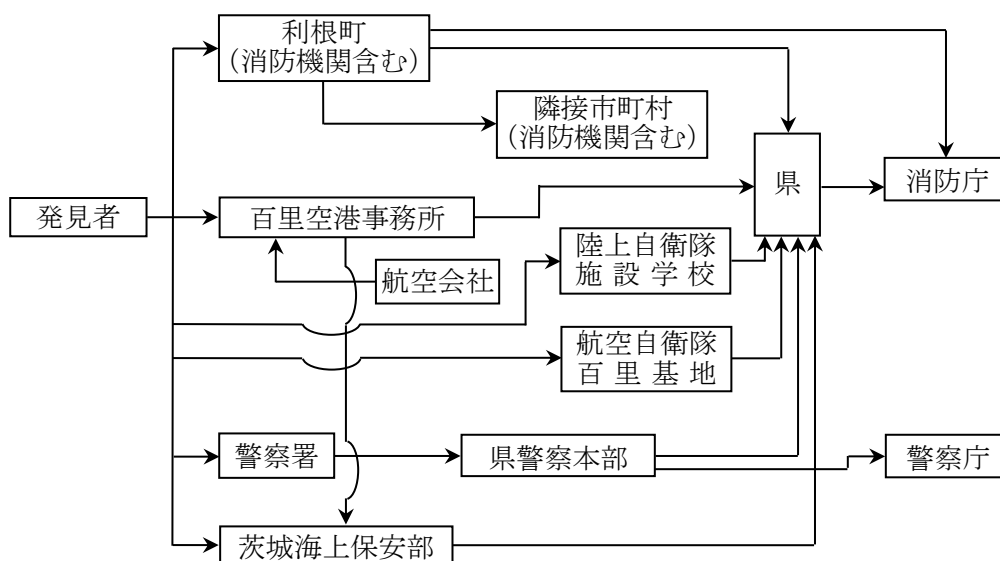 利根町
（消防機関含む）
隣接市町村
（消防機関含む）
県
消防庁
発見者
百里空港事務所
陸上自衛隊
施設学校
航空会社
航空自衛隊
百里基地
警察署
県警察本部
警察庁
茨城海上保安部